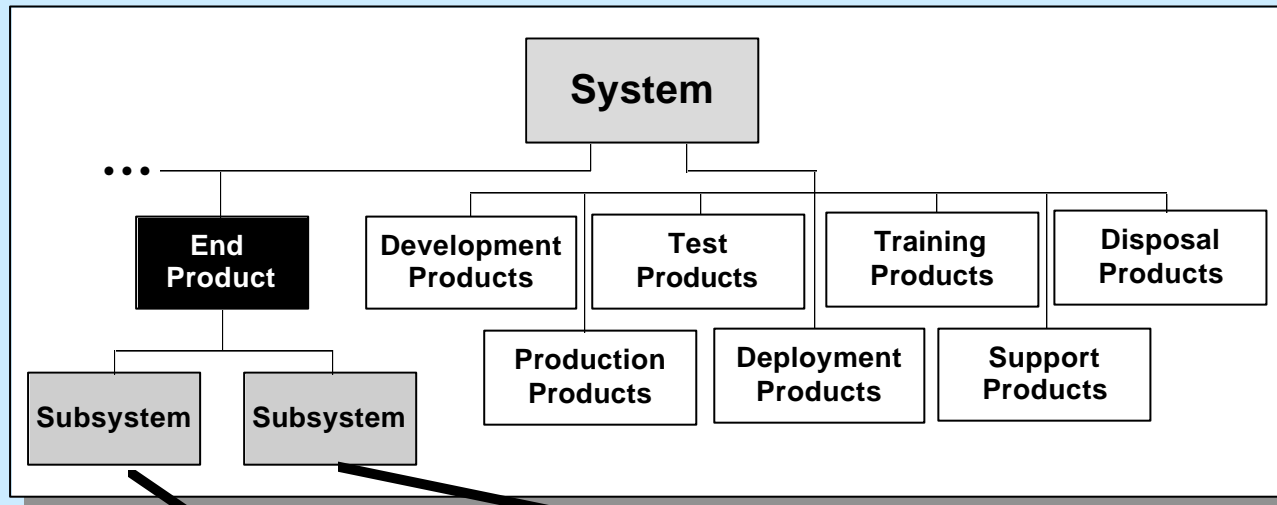 System
•••
End
Product
Development
Products
Test
Products
Training
Products
Disposal
Products
Production
Products
Deployment
Products
Support
Products
Subsystem
Subsystem